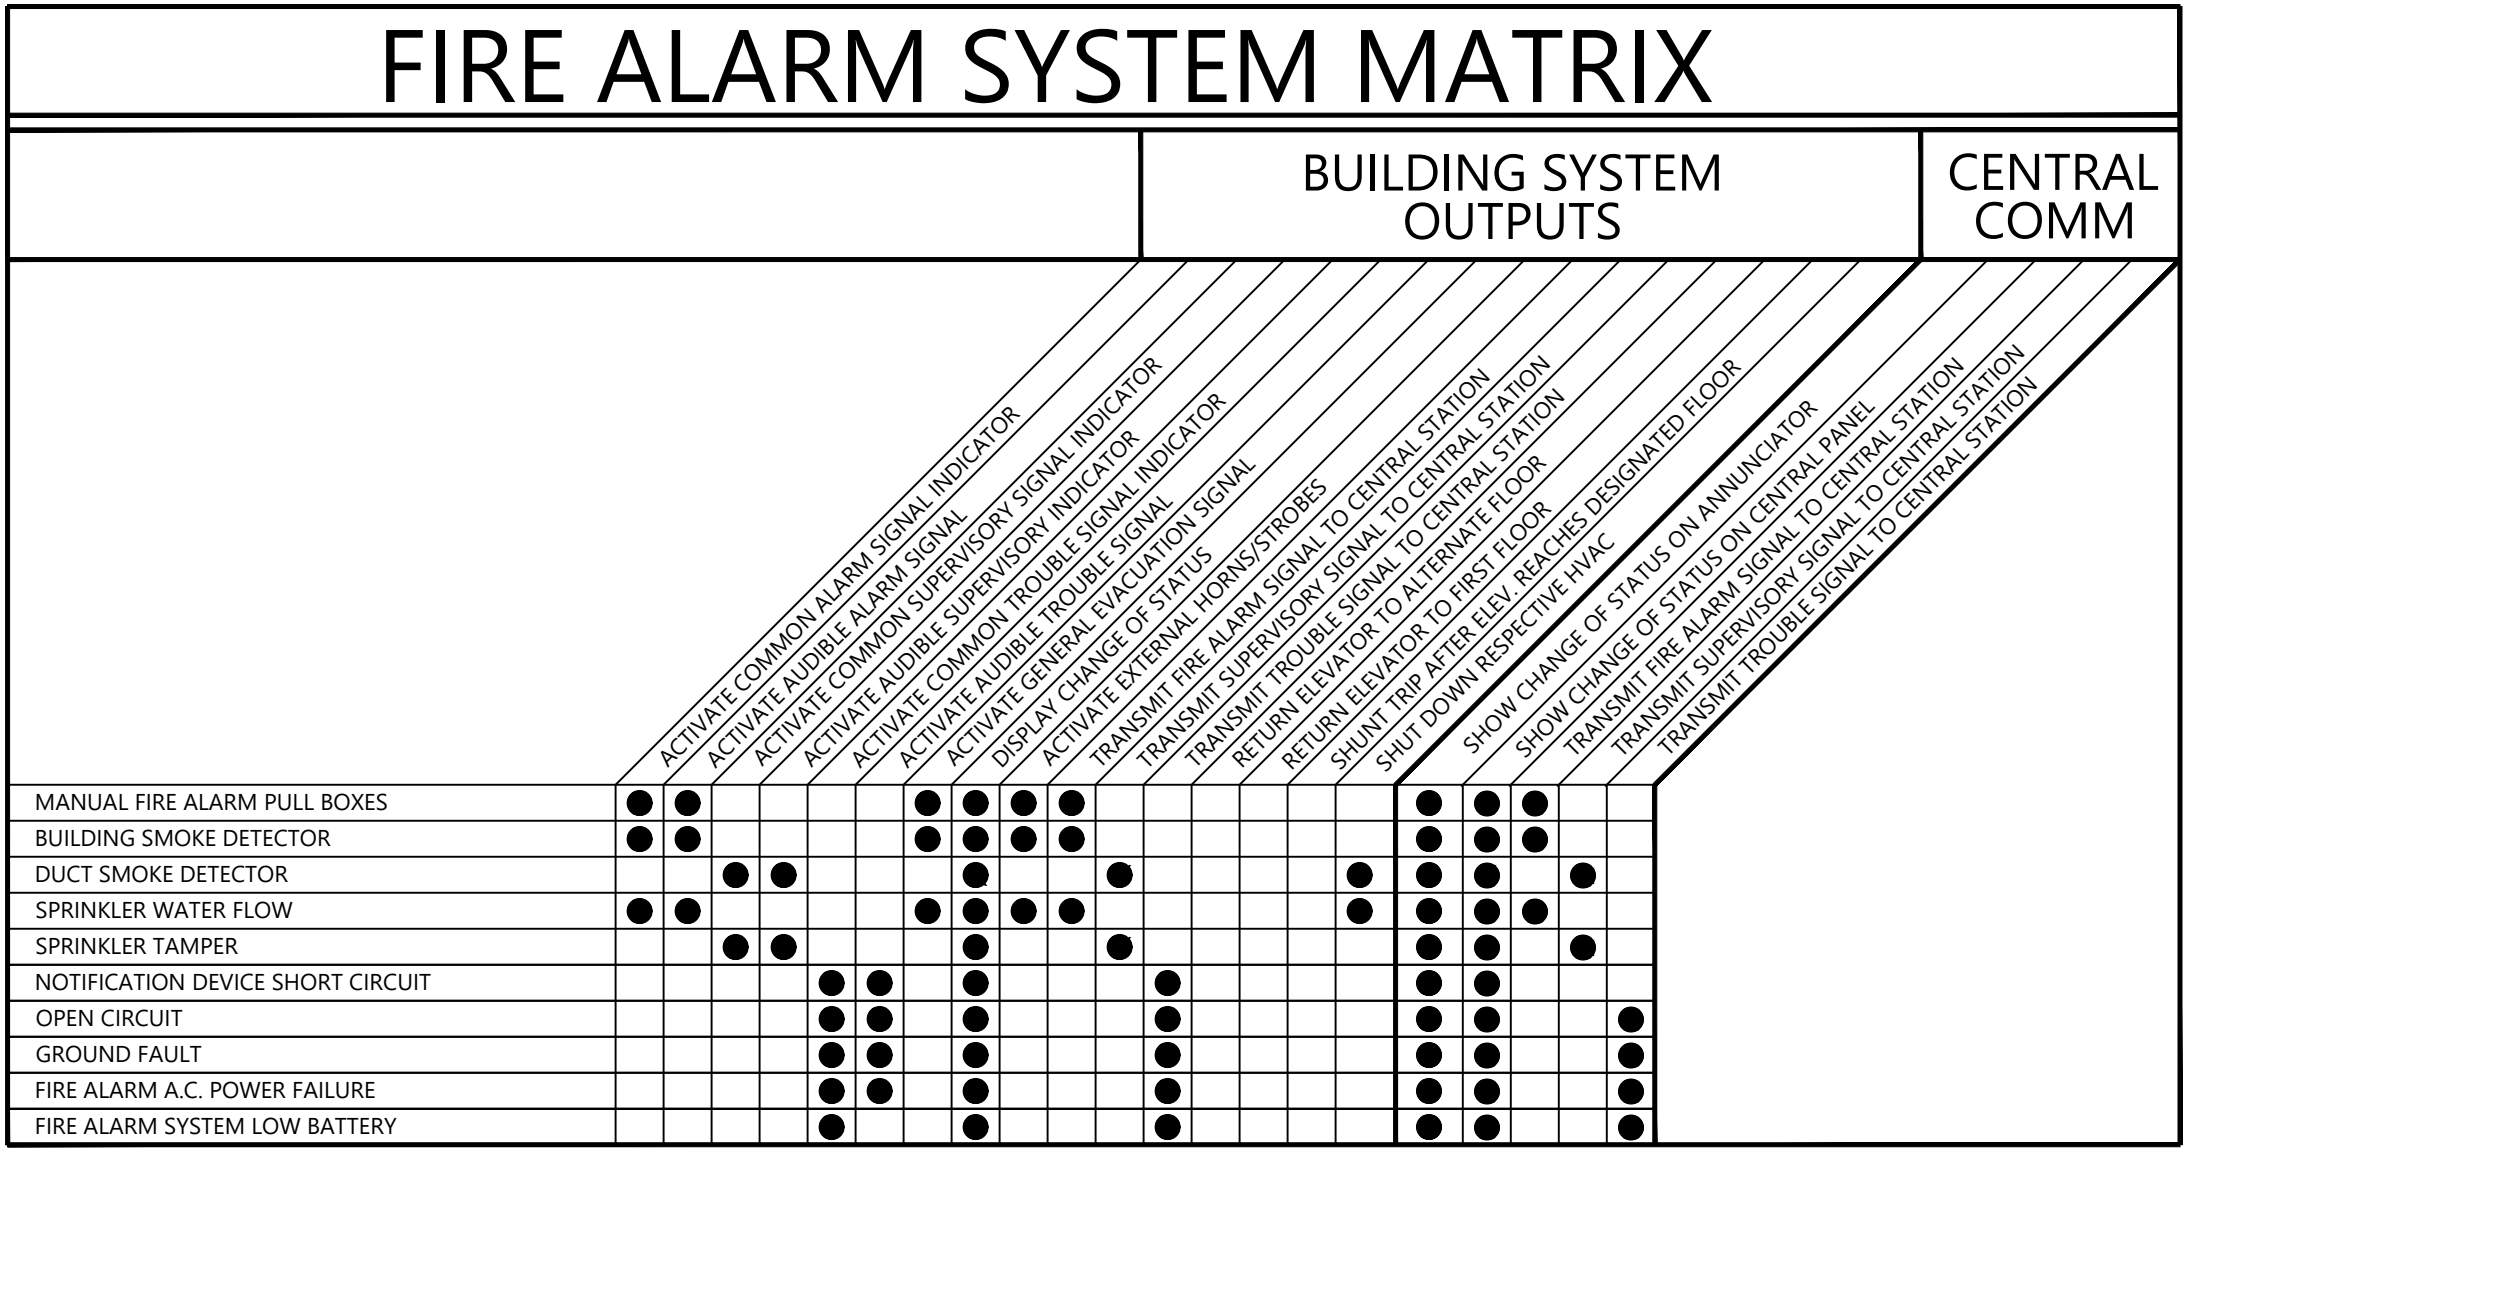 FIRE ALARM SYSTEM MATRIX
BUILDING SYSTEM
OUTPUTS
CENTRAL
COMM
ACTIVATE COMMON ALARM SIGNAL INDICATOR
ACTIVATE AUDIBLE ALARM SIGNAL
ACTIVATE COMMON SUPERVISORY SIGNAL INDICATOR
ACTIVATE AUDIBLE SUPERVISORY INDICATOR
ACTIVATE COMMON TROUBLE SIGNAL INDICATOR
ACTIVATE AUDIBLE TROUBLE SIGNAL
ACTIVATE GENERAL EVACUATION SIGNAL
DISPLAY CHANGE OF STATUS
ACTIVATE EXTERNAL HORNS/STROBES
TRANSMIT FIRE ALARM SIGNAL TO CENTRAL STATION
TRANSMIT SUPERVISORY SIGNAL TO CENTRAL STATION
TRANSMIT TROUBLE SIGNAL TO CENTRAL STATION
RETURN ELEVATOR TO ALTERNATE FLOOR
RETURN ELEVATOR TO FIRST FLOOR
SHUNT TRIP AFTER ELEV. REACHES DESIGNATED FLOOR
SHUT DOWN RESPECTIVE HVAC
SHOW CHANGE OF STATUS ON ANNUNCIATOR
SHOW CHANGE OF STATUS ON CENTRAL PANEL
TRANSMIT FIRE ALARM SIGNAL TO CENTRAL STATION
TRANSMIT SUPERVISORY SIGNAL TO CENTRAL STATION
TRANSMIT TROUBLE SIGNAL TO CENTRAL STATION
MANUAL FIRE ALARM PULL BOXES
BUILDING SMOKE DETECTOR
DUCT SMOKE DETECTOR
SPRINKLER WATER FLOW
SPRINKLER TAMPER
NOTIFICATION DEVICE SHORT CIRCUIT
OPEN CIRCUIT
GROUND FAULT
FIRE ALARM A.C. POWER FAILURE
FIRE ALARM SYSTEM LOW BATTERY